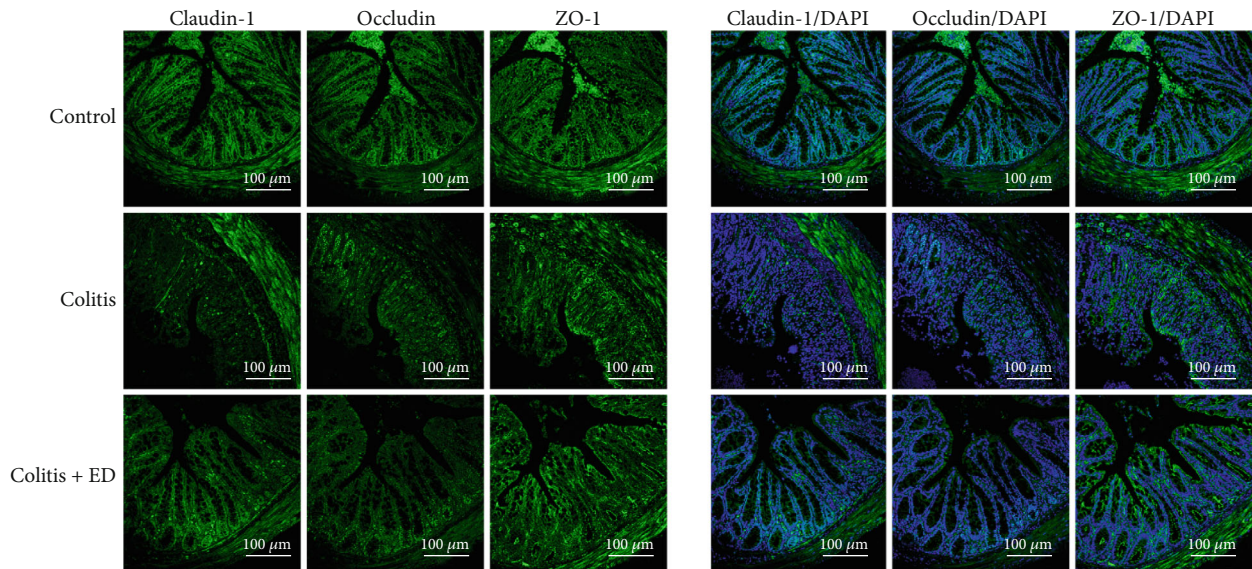 Claudin-1 Occludin ZO-1 Claudin-1/DAPI Occludin/DAPI ZO-1/DAPI
Control
100 µm 100 µm 100 µm 100 µm 100 µm 100 µm
Colitis
100 µm 100 µm 100 µm 100 µm 100 µm 100 µm
Colitis + ED
100 µm 100 µm 100 µm 100 µm 100 µm 100 µm